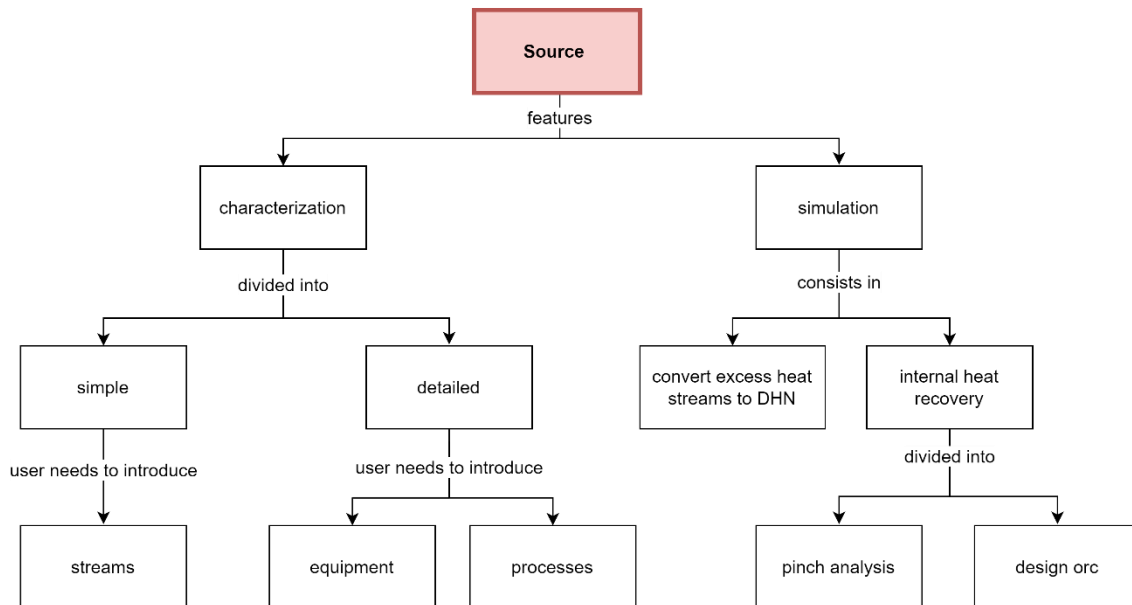 Source
features
characterization
simulation
divided into
consists in
simple
detailed
convert excess heat
streams to DHN
internal heat
recovery
user needs to introduce
user needs to introduce
divided into
streams
equipment
processes
pinch analysis
design orc